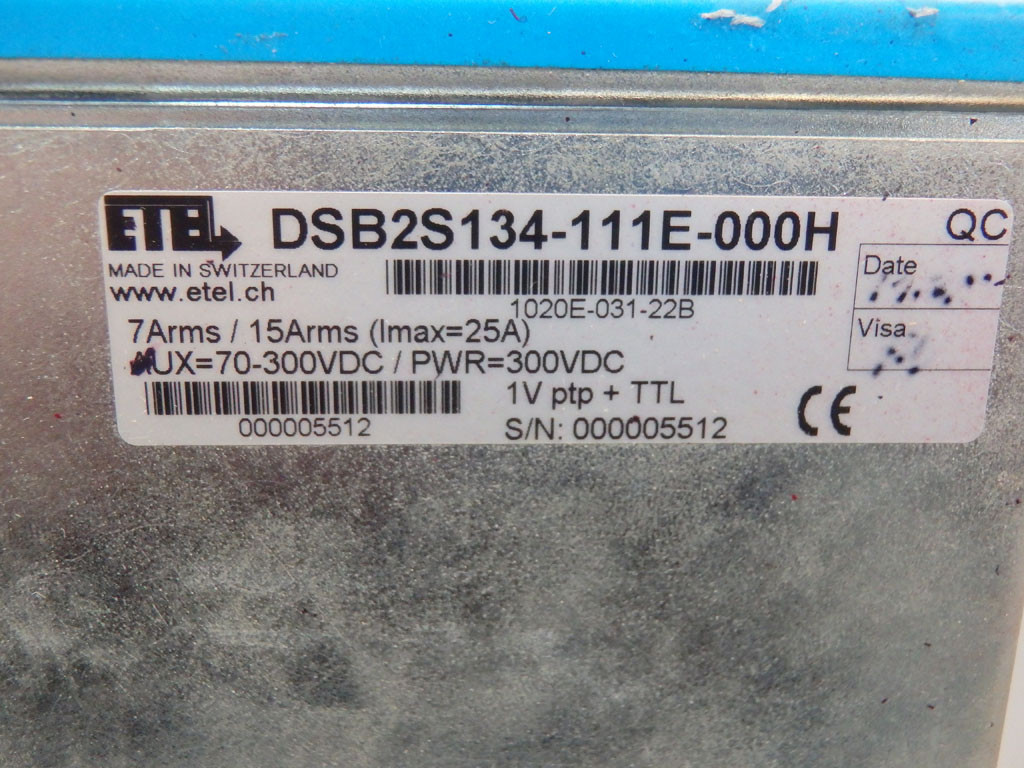 ETEL DSB2S134-111E-000H QC
MADE IN SWITZERLAND
www.etel.ch
1020E-031-22B
Date
7Arms / 15Arms (Imax=25A)
Visa
AUX=70-300VDC / PWR=300VDC
1V ptp + TTL
CE
000005512
S/N: 000005512